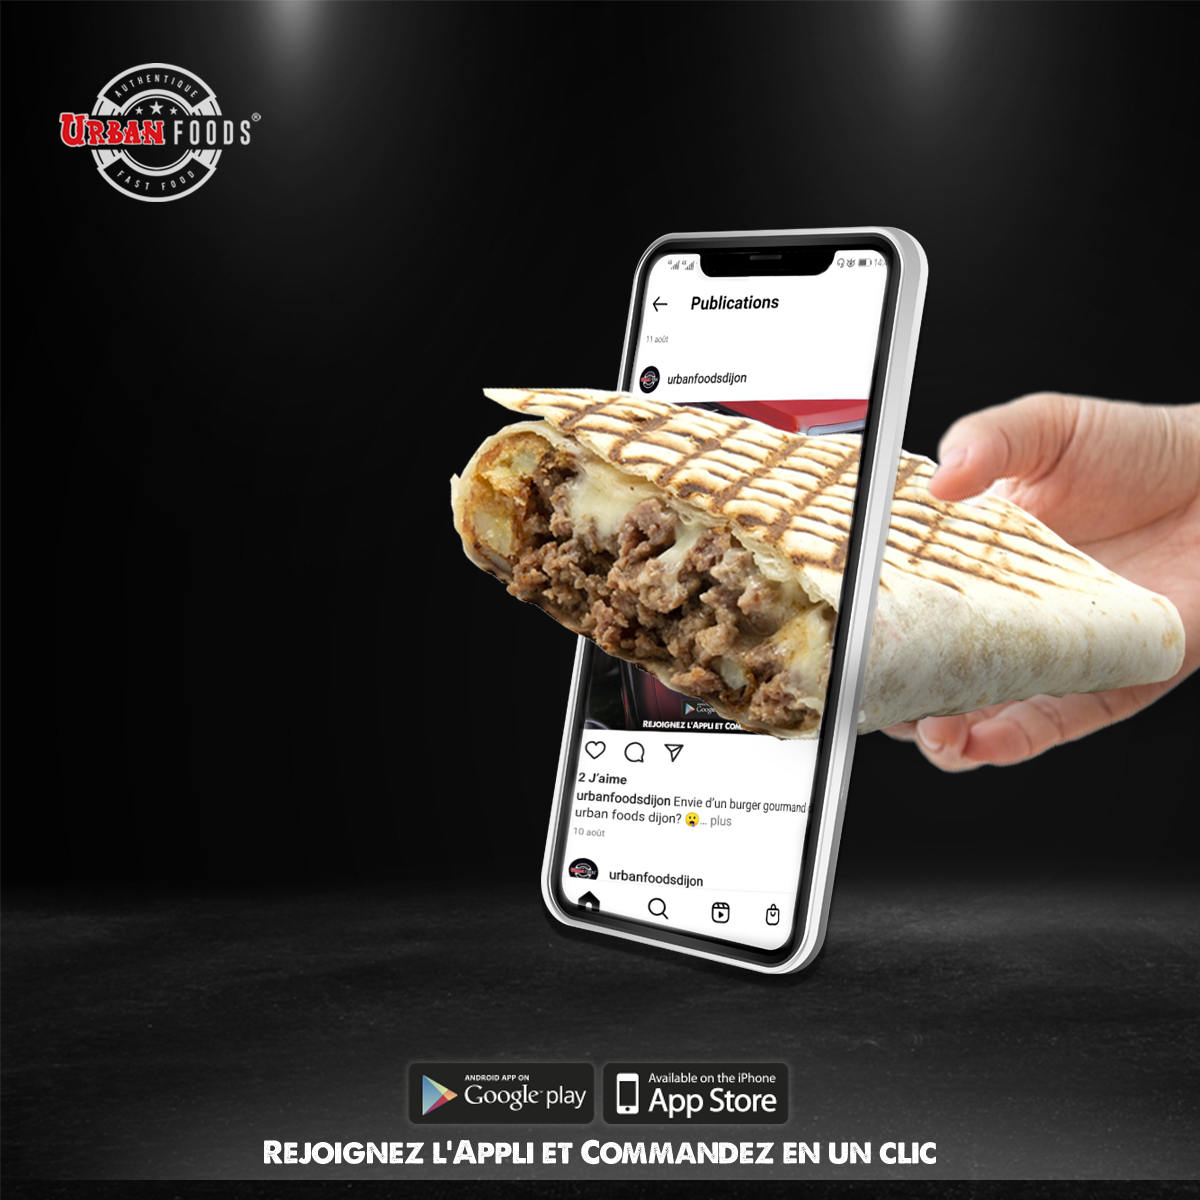 AUTHENTIQUE
URBAN FOODS®
FAST FOOD
Publications
11 août
urbanfoodsdijon
Google
REJOIGNEZ L'APPLI ET COM
2 J'aime
urbanfoodsdijon Envie d'un burger gourmand
urban foods dijon? 😲... plus
10 août
urbanfoodsdijon
ANDROID APP ON
Google play
Available on the iPhone
App Store
REJOIGNEZ L'APPLI ET COMMANDEZ EN UN CLIC